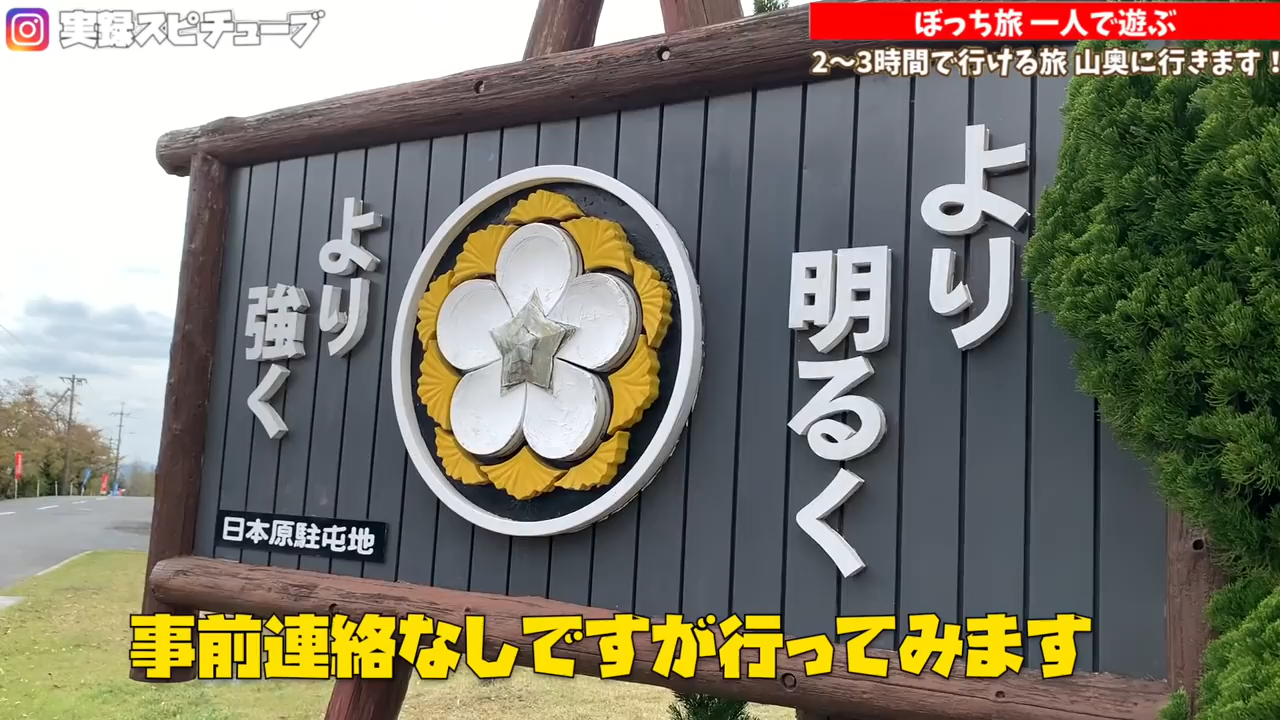 実録スピチューブ
ぼっち旅 一人で遊ぶ
2〜3時間で行ける旅 山奥に行きます！
より
明るく
より
強く
日本原駐屯地
事前連絡なしですが行ってみます